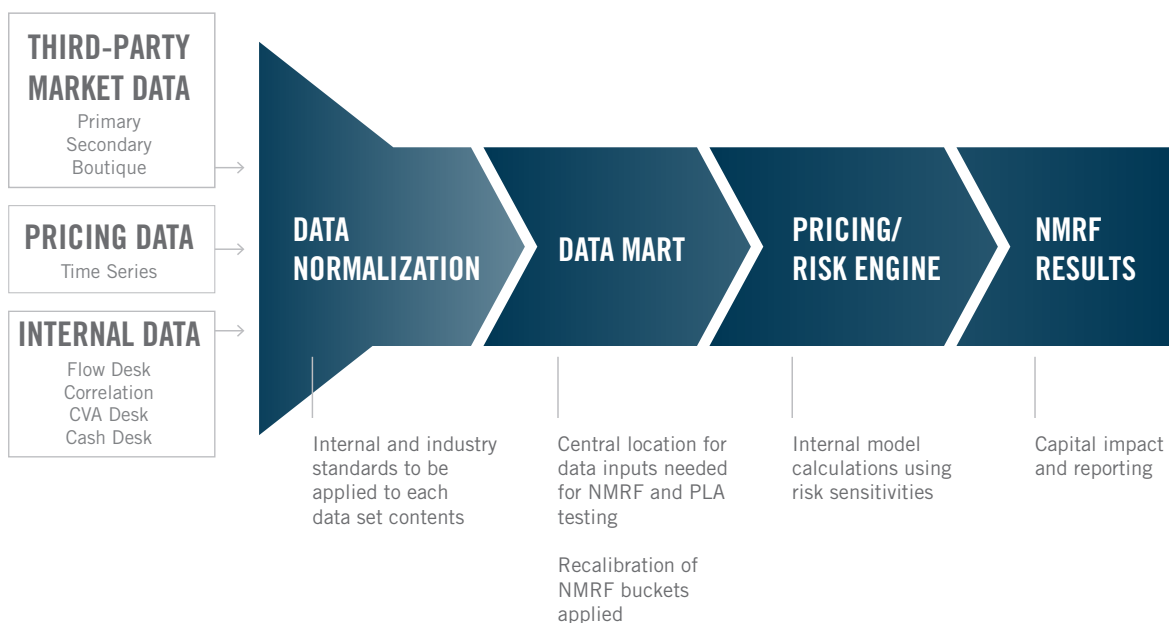 THIRD-PARTY
MARKET DATA
Primary
Secondary
Boutique
PRICING DATA
Time Series
INTERNAL DATA
Flow Desk
Correlation
CVA Desk
Cash Desk
DATA
NORMALIZATION
Internal and industry
standards to be
applied to each
data set contents
DATA MART
Central location for
data inputs needed
for NMRF and PLA
testing
Recalibration of
NMRF buckets
applied
PRICING/
RISK ENGINE
Internal model
calculations using
risk sensitivities
NMRF
RESULTS
Capital impact
and reporting